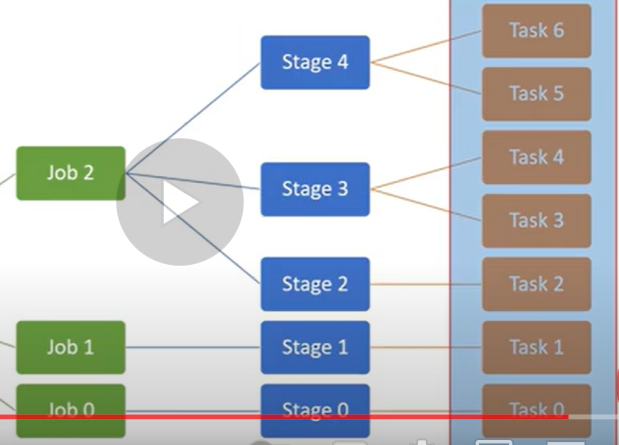 Task 6
Stage 4
Task 5
Task 4
Job 2
Stage 3
Task 3
Stage 2
Task 2
Job 1
Stage 1
Task 1
Job 0
Stage 0
Task 0